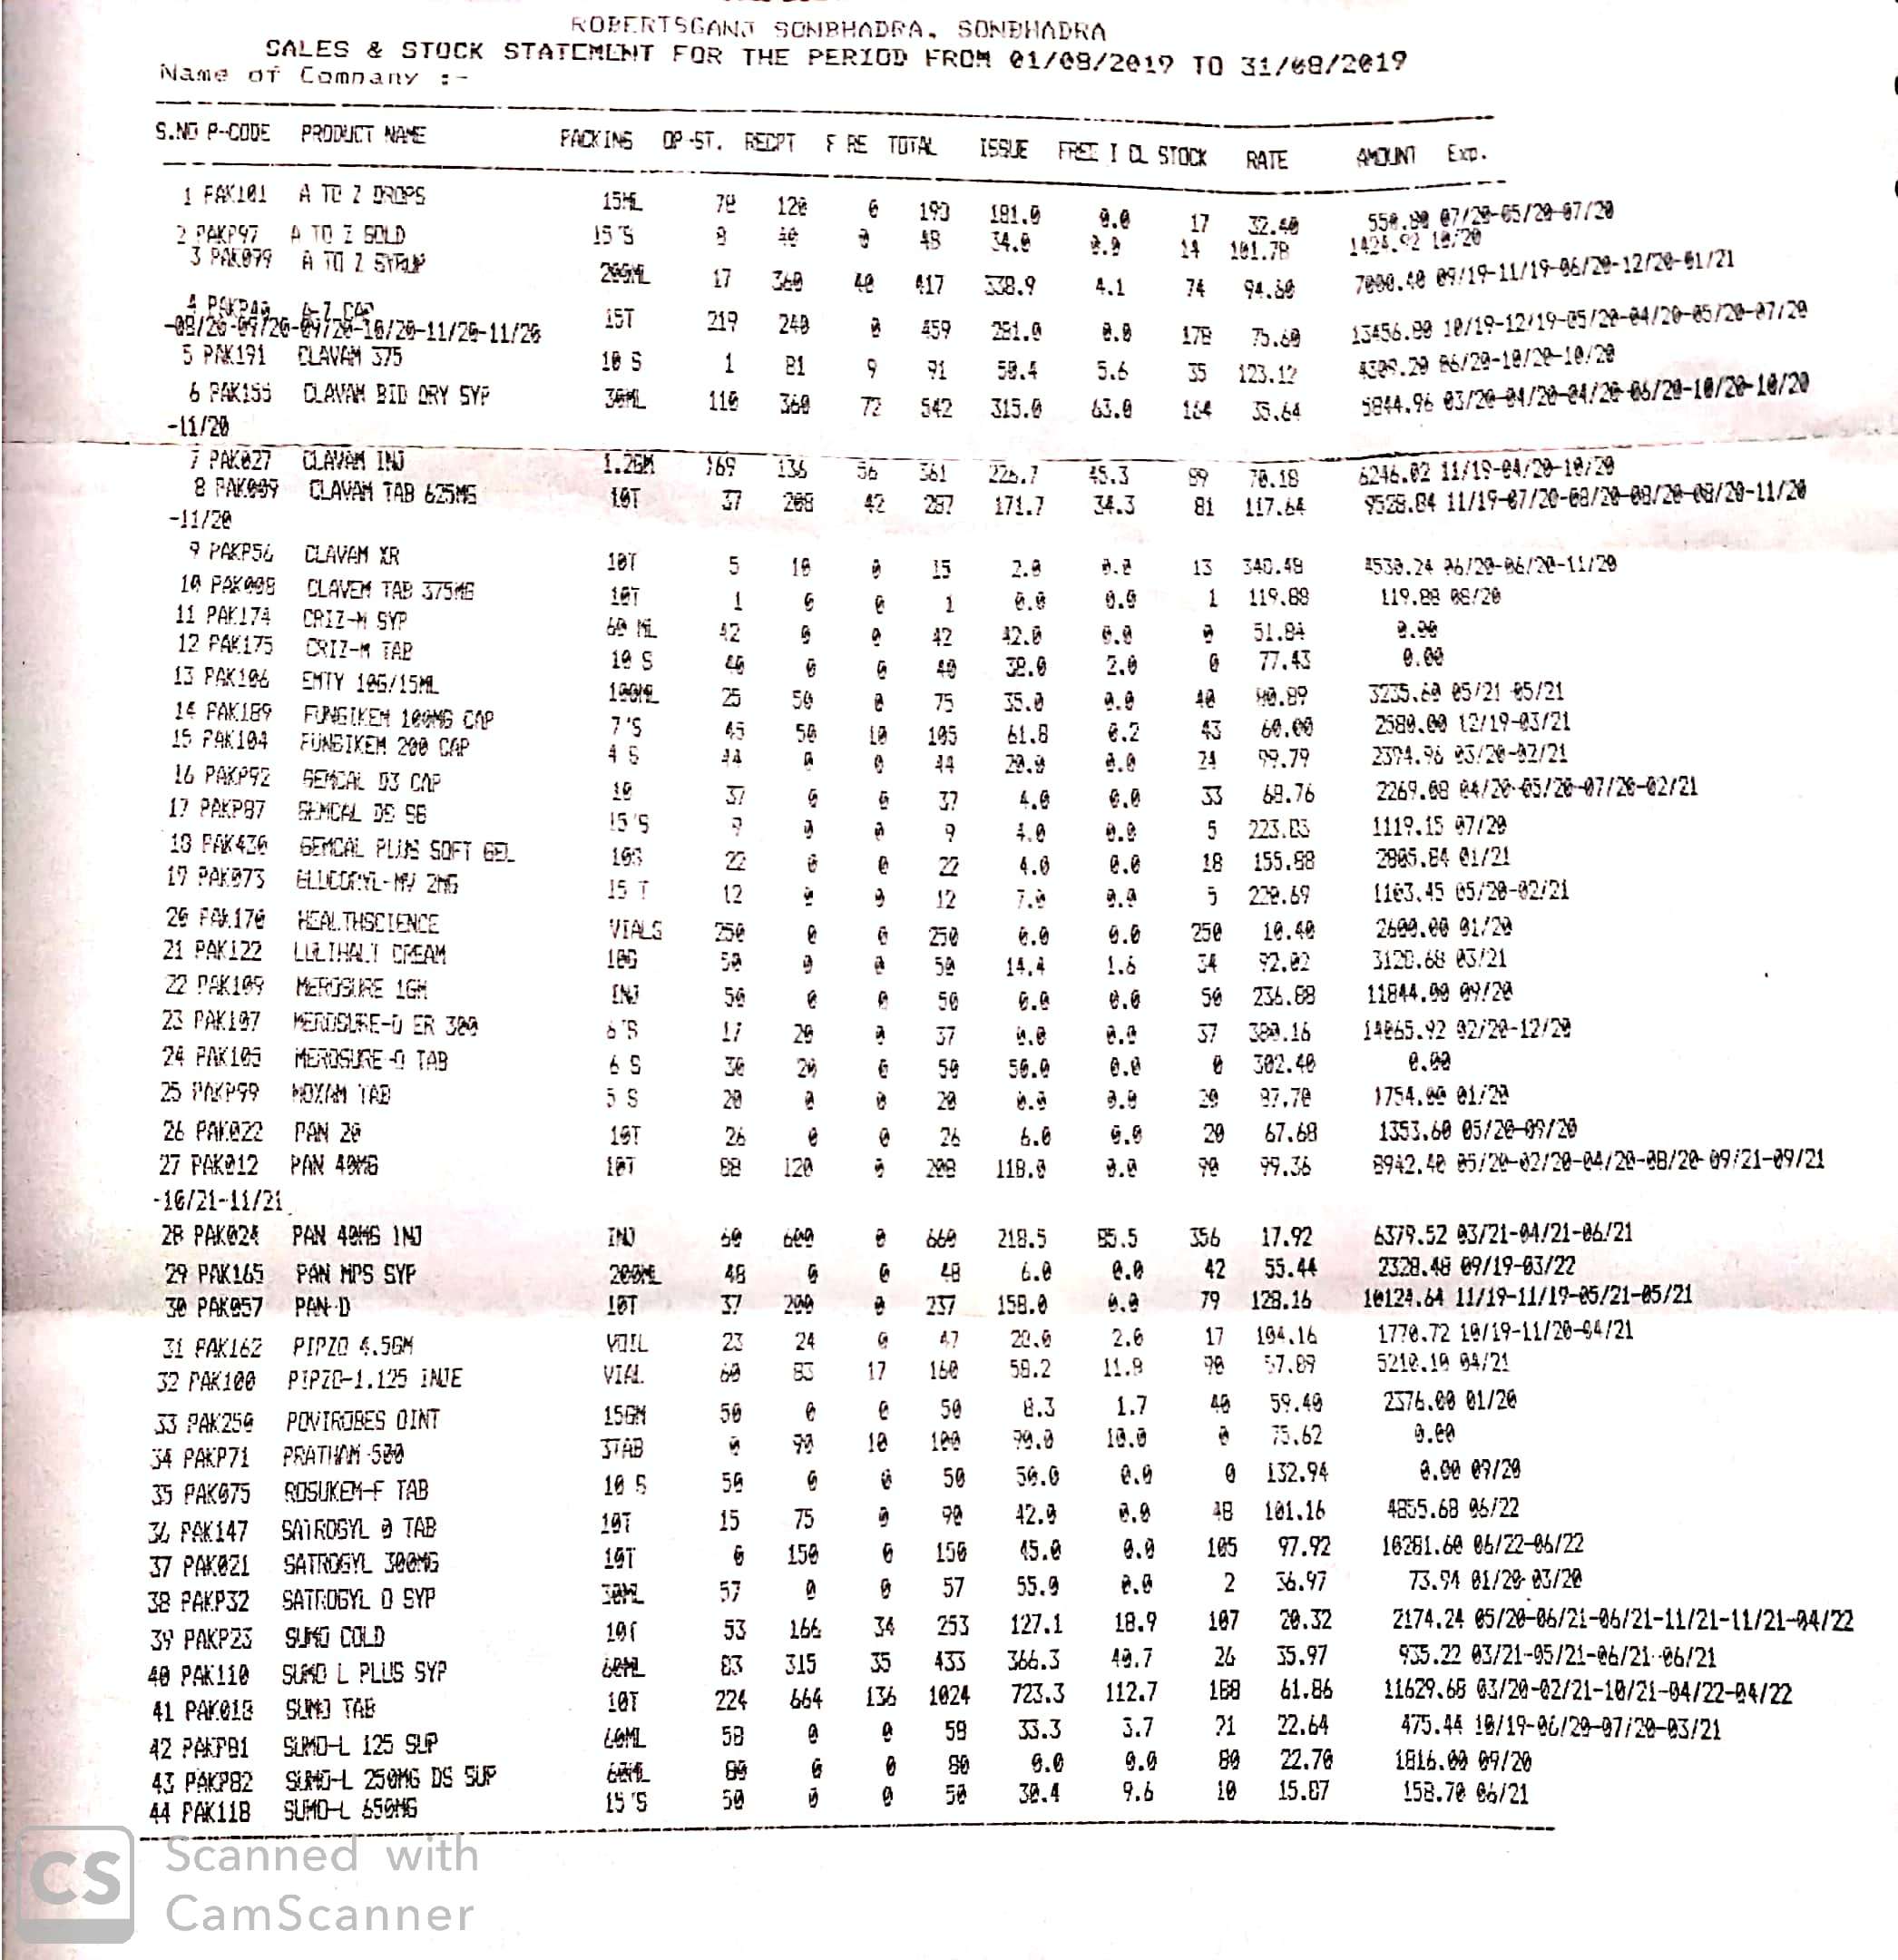 ROBERTSGANJ SONBHADRA, SONBHADRA
SALES & STOCK STATEMENT FOR THE PERIOD FROM 01/08/2019 TO 31/08/2019
Name of Company :-
S.NO P-CODE PRODUCT NAME PACKING OP-ST. RECPT F RE TOTAL ISSUE FREE I CL STOCK RATE AMOUNT Exp.
1 PAK101 A TO Z DROPS 15ML 120 17 32.40 550.80 07/20-05/20-07/20
2 PAKP97 A TO Z GOLD 15'S 8 40 0 48 34.0 0.0 14 101.78 1424.92 10/20
3 PAK099 A TO Z SYRUP 200ML 17 360 40 417 338.9 4.1 74 94.60 7000.40 09/19-11/19-06/20-12/20-01/21
4 A-Z CAP 15T 219 240 0 459 281.0 0.0 178 75.60 13456.80 10/19-12/19-05/20-04/20-05/20-07/20
-08/20-09/20-09/20-10/20-11/20-11/20
5 PAK191 CLAVAM 375 10 S 1 81 9 91 50.4 5.6 35 123.12 4309.20 06/20-10/20-10/20
6 PAK155 CLAVAM BID DRY SYP 30ML 110 360 72 542 315.0 63.0 164 35.64 5844.96 03/20-04/20-04/20-06/20-10/20-10/20
-11/20
7 PAK027 CLAVAM INJ 1.2GM 169 136 56 361 226.7 45.3 89 70.18 6246.02 11/19-04/20-10/20
8 PAK009 CLAVAM TAB 625MG 10T 37 208 42 287 171.7 34.3 81 117.64 9528.84 11/19-07/20-08/20-08/20-08/20-11/20
-11/20
9 PAKP56 CLAVAM XR 10T 5 10 0 15 2.0 0.0 13 06/20-06/20-11/20
10 PAK008 CLAVEM TAB 375MG 10T 1 0 0 1 0.0 0.0 1 119.88 119.88 08/20
11 PAK174 CRIZ-M SYP 60 ML 42 0 0 42 42.0 0.0 0 51.84 0.00
12 PAK175 CRIZ-M TAB 10 S 40 0 0 40 38.0 2.0 0 77.43 0.00
13 PAK106 EMTY 10G/15ML 100ML 25 50 0 75 35.0 0.0 40 80.89 3235.60 05/21-05/21
14 PAK189 FUNGIKEM 100MG CAP 7'S 45 50 10 105 61.8 0.2 43 60.00 2580.00 12/19-03/21
15 PAK104 FUNGIKEM 200 CAP 4 S 44 0 0 44 20.0 0.0 24 99.79 2394.96 03/20-02/21
16 PAKP92 GEMCAL D3 CAP 10 37 0 0 37 4.0 0.0 33 68.76 2269.08 04/20-05/20-07/20-02/21
17 PAKP87 GEMCAL DS SG 15'S 9 0 0 9 4.0 0.0 5 223.83 1119.15 07/20
18 PAK430 GEMCAL PLUS SOFT GEL 10S 22 0 0 22 4.0 0.0 18 155.88 2805.84 01/21
19 PAK073 GLUCORYL-MV 2MG 15 T 12 0 0 12 7.0 0.0 5 05/20-02/21
20 PAK170 HEALTHSCIENCE VIALS 250 0 0 250 0.0 0.0 250 10.40 2600.00 01/20
21 PAK122 CREAM 10G 50 0 0 50 14.4 1.6 34 92.02 3128.68 03/21
22 PAK109 MEROSURE 1GM INJ 50 0 0 50 0.0 0.0 50 236.88 11844.00 09/20
23 PAK107 MEROSURE-O ER 300 6'S 17 20 0 37 0.0 0.0 37 380.16 14065.92 02/20-12/20
24 PAK105 MEROSURE-O TAB 6 S 30 20 0 50 50.0 0.0 0 302.40 0.00
25 PAKP99 MOXAM TAB 5 S 20 0 0 20 0.0 0.0 20 87.70 1754.00 01/20
26 PAK022 PAN 20 10T 26 0 0 26 6.0 0.0 20 67.68 1353.60 05/20-09/20
27 PAK012 PAN 40MG 10T 88 120 0 208 118.0 0.0 90 99.36 8942.40 05/20-02/20-04/20-08/20-09/21-09/21
-10/21-11/21
28 PAK024 PAN 40MG INJ INJ 60 600 0 660 218.5 85.5 356 17.92 6379.52 03/21-04/21-06/21
29 PAK165 PAN MPS SYP 200ML 48 0 0 48 6.0 0.0 42 55.44 2328.48 09/19-03/22
30 PAK057 PAN-D 10T 37 200 0 237 158.0 0.0 79 128.16 10124.64 11/19-11/19-05/21-05/21
31 PAK162 PIPZO 4.5GM VOIL 23 24 0 47 28.0 2.0 17 104.16 1770.72 10/19-11/20-04/21
32 PAK100 PIPZO-1.125 INJE VIAL 60 83 17 160 58.2 11.8 90 57.89 5210.10 04/21
33 PAK250 POVIROBES OINT 15GM 50 0 0 50 8.3 1.7 40 59.40 2376.00 01/20
34 PAKP71 PRATHAM-500 3TAB 0 90 10 100 90.0 10.0 0 75.62 0.00
35 PAK075 ROSUKEM-F TAB 10 S 50 0 0 50 50.0 0.0 0 132.94 0.00 09/20
36 PAK147 SATROGYL O TAB 10T 15 75 0 90 42.0 0.0 48 101.16 4855.68 06/22
37 PAK021 SATROGYL 300MG 10T 0 150 0 150 45.0 0.0 105 97.92 10281.60 06/22-06/22
38 PAKP32 SATROGYL O SYP 30ML 57 0 0 57 55.0 0.0 2 36.97 73.94 01/20-03/20
39 PAKP23 SUMO COLD 10T 53 166 34 253 127.1 18.9 107 20.32 2174.24 05/20-06/21-06/21-11/21-11/21-04/22
40 PAK110 SUMO L PLUS SYP 60ML 83 315 35 433 366.3 40.7 26 35.97 935.22 03/21-05/21-06/21-06/21
41 PAK018 SUMO TAB 10T 224 664 136 1024 723.3 112.7 188 61.86 11629.68 03/20-02/21-10/21-04/22-04/22
42 PAKP81 SUMO-L 125 SUP 60ML 58 0 0 58 33.3 3.7 21 22.64 475.44 10/19-06/20-07/20-03/21
43 PAKP82 SUMO-L 250MG DS SUP 60ML 80 0 0 80 0.0 0.0 80 22.70 1816.00 09/20
44 PAK118 SUMO-L 650MG 15'S 50 0 0 50 30.4 9.6 10 15.87 158.70 06/21
CS Scanned with
CamScanner